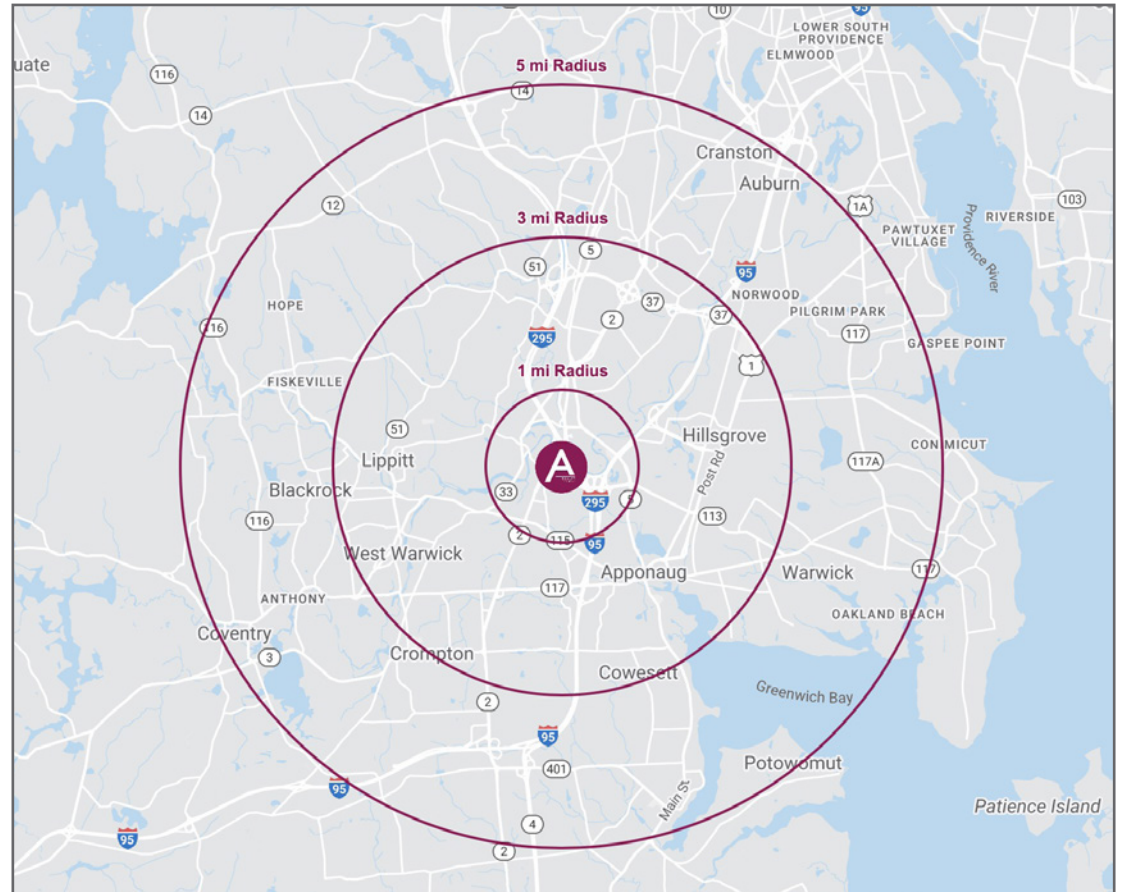 10
95
LOWER SOUTH
PROVIDENCE
ELMWOOD
uate
116
5 mi Radius
14
14
Cranston
Auburn
12
1A
103
RIVERSIDE
PAWTUXET
VILLAGE
Providence River
3 mi Radius
5
51
95
NORWOOD
37
37
2
HOPE
PILGRIM PARK
116
295
117
GASPEE POINT
1 mi Radius
1
FISKEVILLE
51
Hillsgrove
CONIMICUT
Lippitt
A
117A
Post Rd
Blackrock
33
295
5
116
113
2
115
95
West Warwick
Apponaug
Warwick
117
117
ANTHONY
OAKLAND BEACH
Coventry
3
Crompton
Cowesett
Greenwich Bay
2
95
Potowomut
401
95
Main St
Patience Island
4
95
2